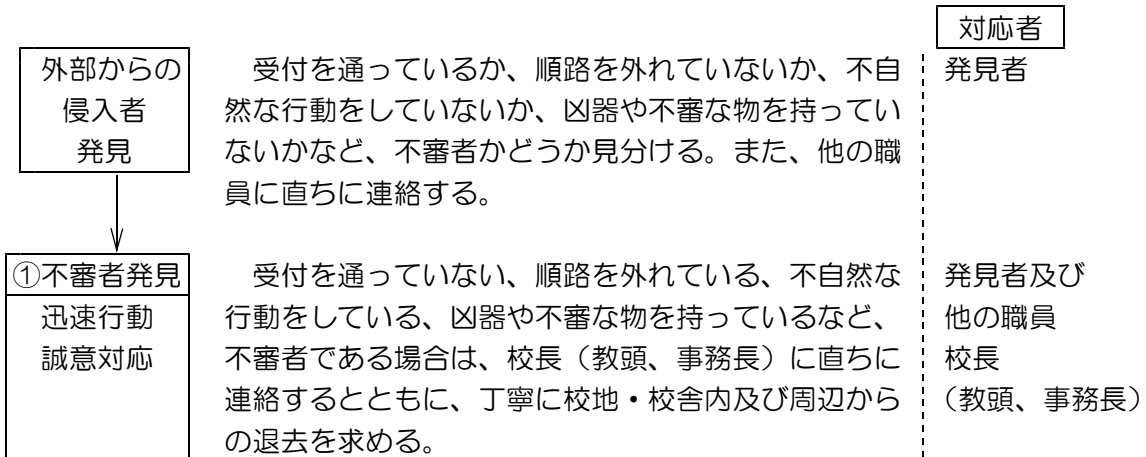 対応者
外部からの
侵入者
発見
受付を通っているか、順路を外れていないか、不自
然な行動をしていないか、凶器や不審な物を持ってい
ないかなど、不審者かどうか見分ける。また、他の職
員に直ちに連絡する。
発見者
①不審者発見
迅速行動
誠意対応
受付を通っていない、順路を外れている、不自然な
行動をしている、凶器や不審な物を持っているなど、
不審者である場合は、校長（教頭、事務長）に直ちに
連絡するとともに、丁寧に校地・校舎内及び周辺から
の退去を求める。
発見者及び
他の職員
校長
（教頭、事務長）